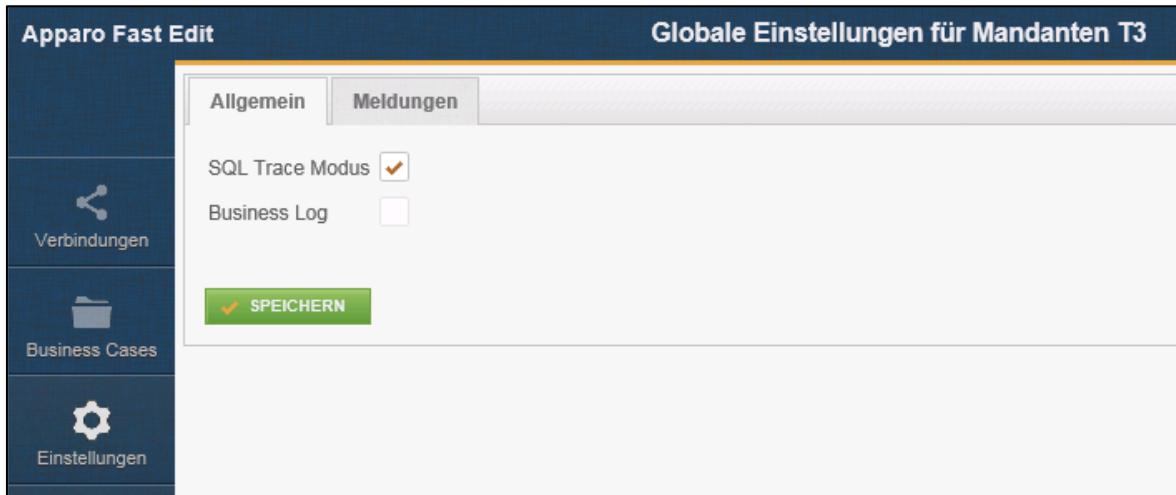 Apparo Fast Edit
Globale Einstellungen für Mandanten T3
Allgemein
Meldungen
SQL Trace Modus
Business Log
Verbindungen
SPEICHERN
Business Cases
Einstellungen